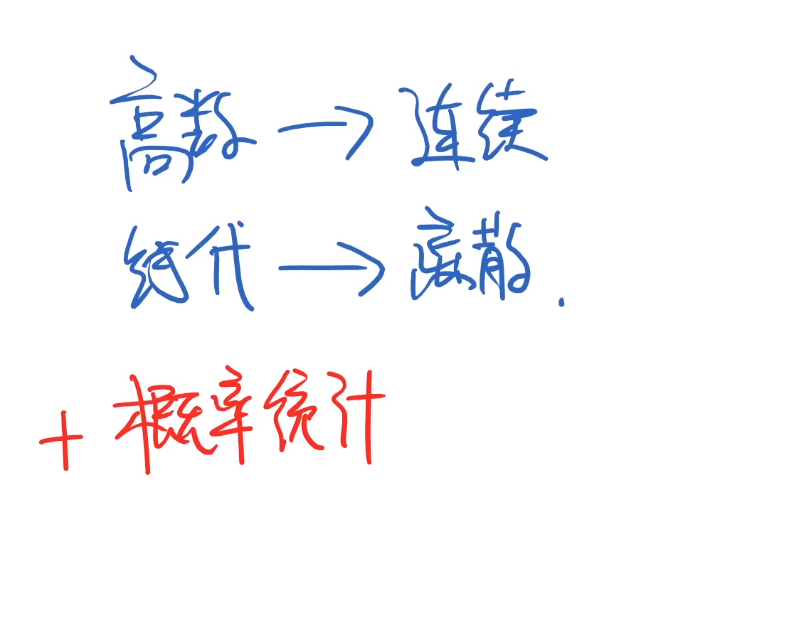 高数 → 连续
线代 → 离散.
+ 概率统计